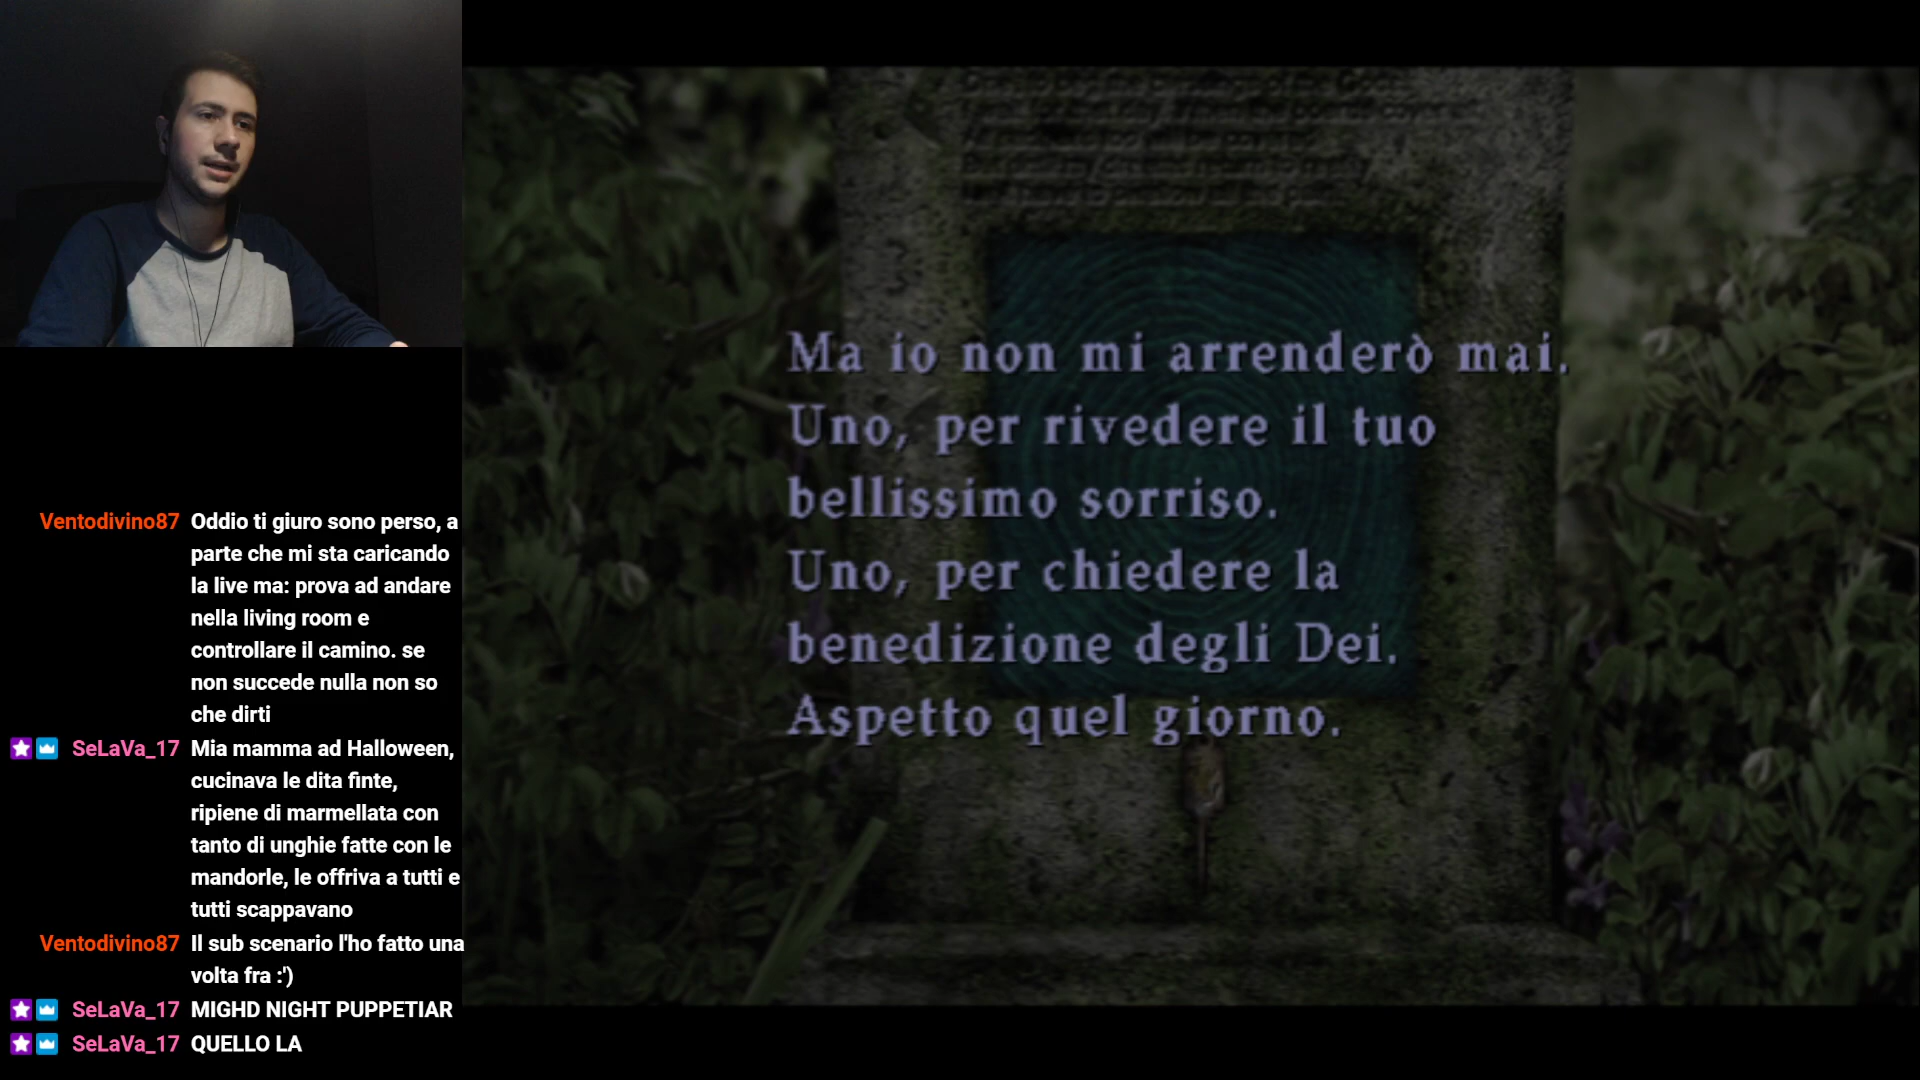 Ventodivino87 Oddio ti giuro sono perso, a
parte che mi sta caricando
la live ma: prova ad andare
nella living room e
controllare il camino. se
non succede nulla non so
che dirti
SeLaVa_17 Mia mamma ad Halloween,
cucinava le dita finte,
ripiene di marmellata con
tanto di unghie fatte con le
mandorle, le offriva a tutti e
tutti scappavano
Ventodivino87 Il sub scenario l'ho fatto una
volta fra :')
SeLaVa_17 MIGHD NIGHT PUPPETIAR
SeLaVa_17 QUELLO LA
Ma io non mi arrenderò mai.
Uno, per rivedere il tuo
bellissimo sorriso.
Uno, per chiedere la
benedizione degli Dei.
Aspetto quel giorno.